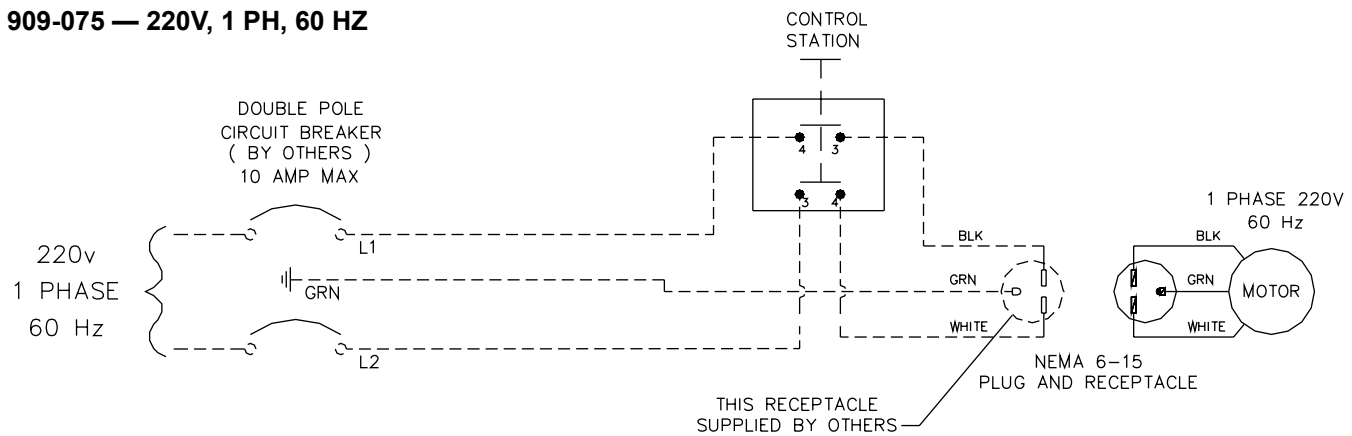 909-075 — 220V, 1 PH, 60 HZ
CONTROL
STATION
DOUBLE POLE
CIRCUIT BREAKER
( BY OTHERS )
10 AMP MAX
4 3
3 4
1 PHASE 220V
60 Hz
220v
1 PHASE
60 Hz
L1
GRN
L2
BLK
GRN
WHITE
BLK
GRN
WHITE
MOTOR
NEMA 6-15
PLUG AND RECEPTACLE
THIS RECEPTACLE
SUPPLIED BY OTHERS